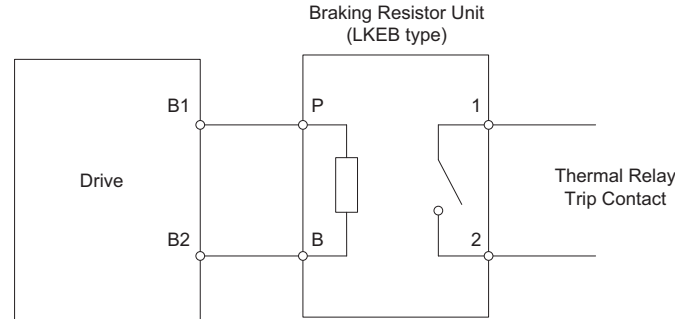 Braking Resistor Unit
(LKEB type)
B1
P
1
Drive
Thermal Relay
Trip Contact
B2
B
2